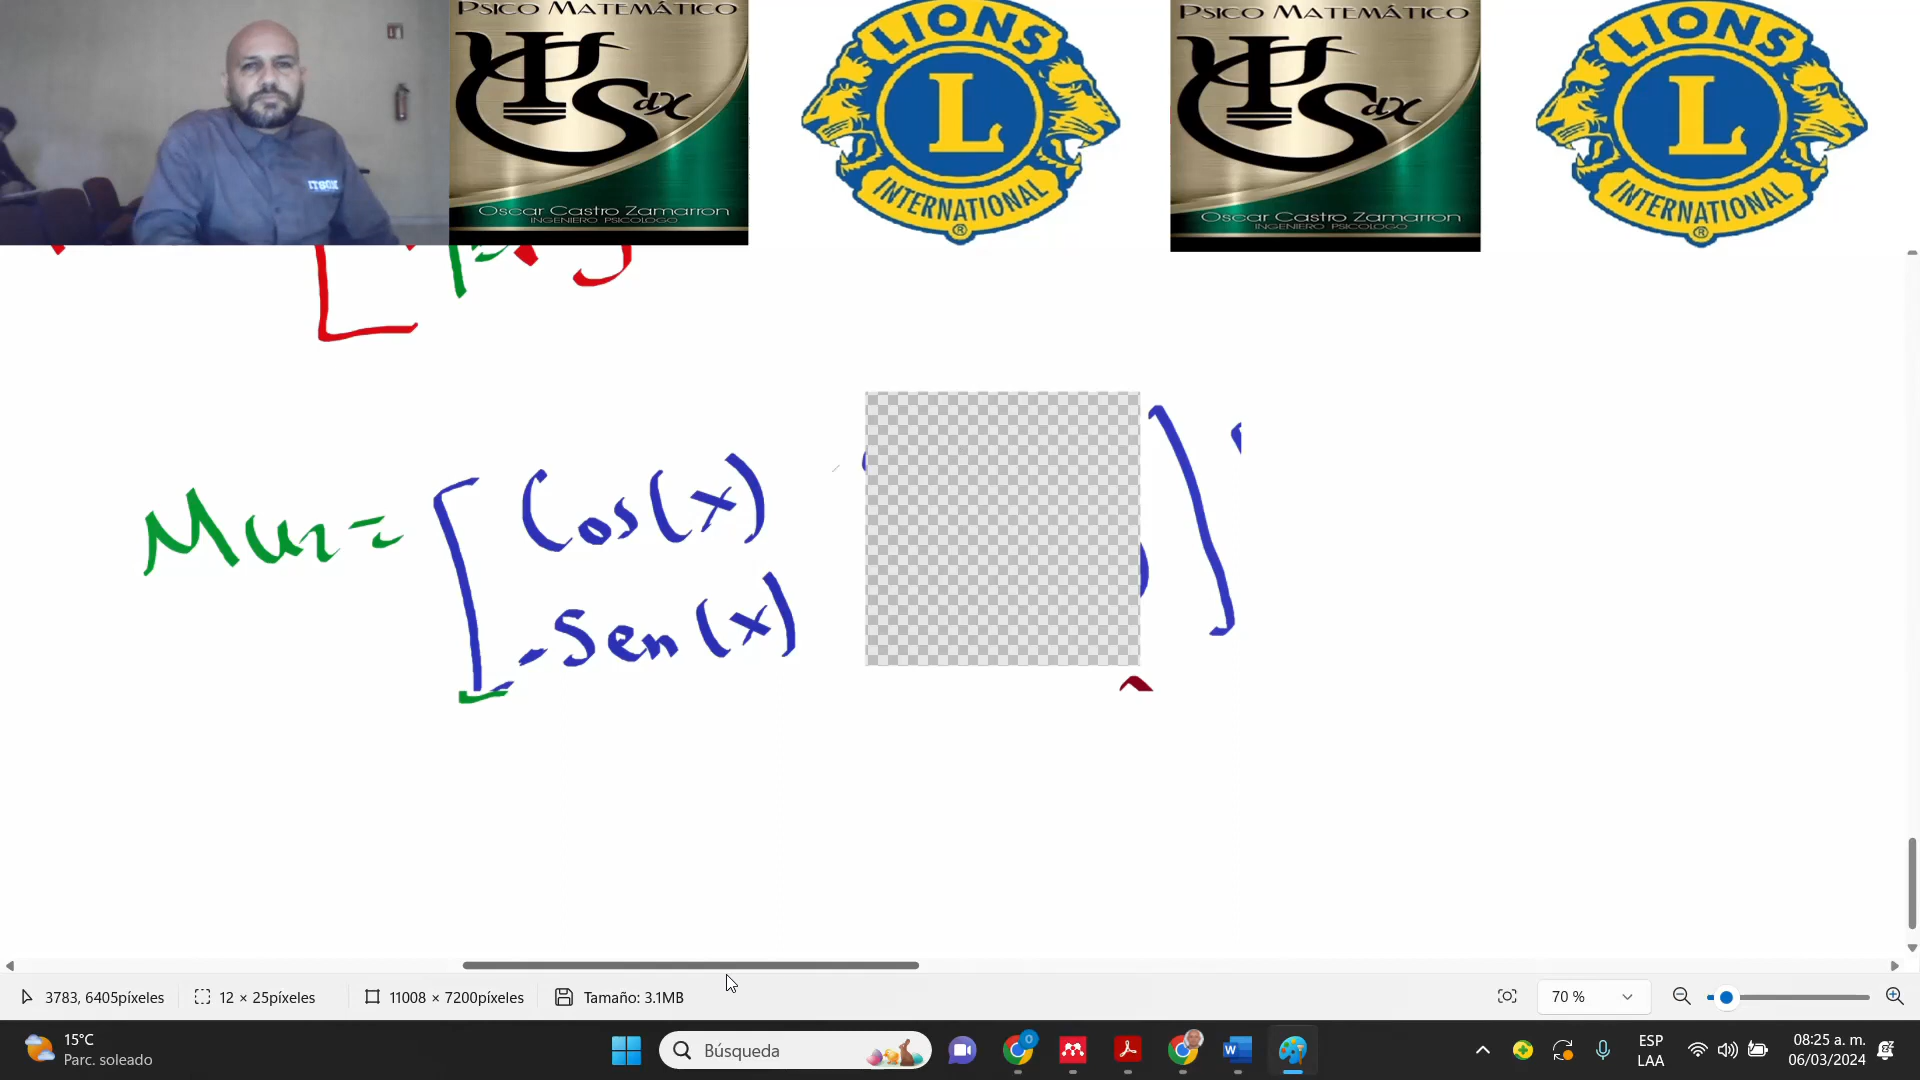 PSICO MATEMÁTICO
dx
Oscar Castro Zamarron
INGENIERO PSICOLOGO
LIONS
L
INTERNATIONAL
®
PSICO MATEMÁTICO
dx
Oscar Castro Zamarron
INGENIERO PSICOLOGO
LIONS
L
INTERNATIONAL
®
Cos(x)
-Sen(x)
3783, 6405píxeles
12 × 25píxeles
11008 × 7200píxeles
Tamaño: 3.1MB
70 %
15°C
Parc. soleado
Búsqueda
ESP
LAA
08:25 a. m.
06/03/2024